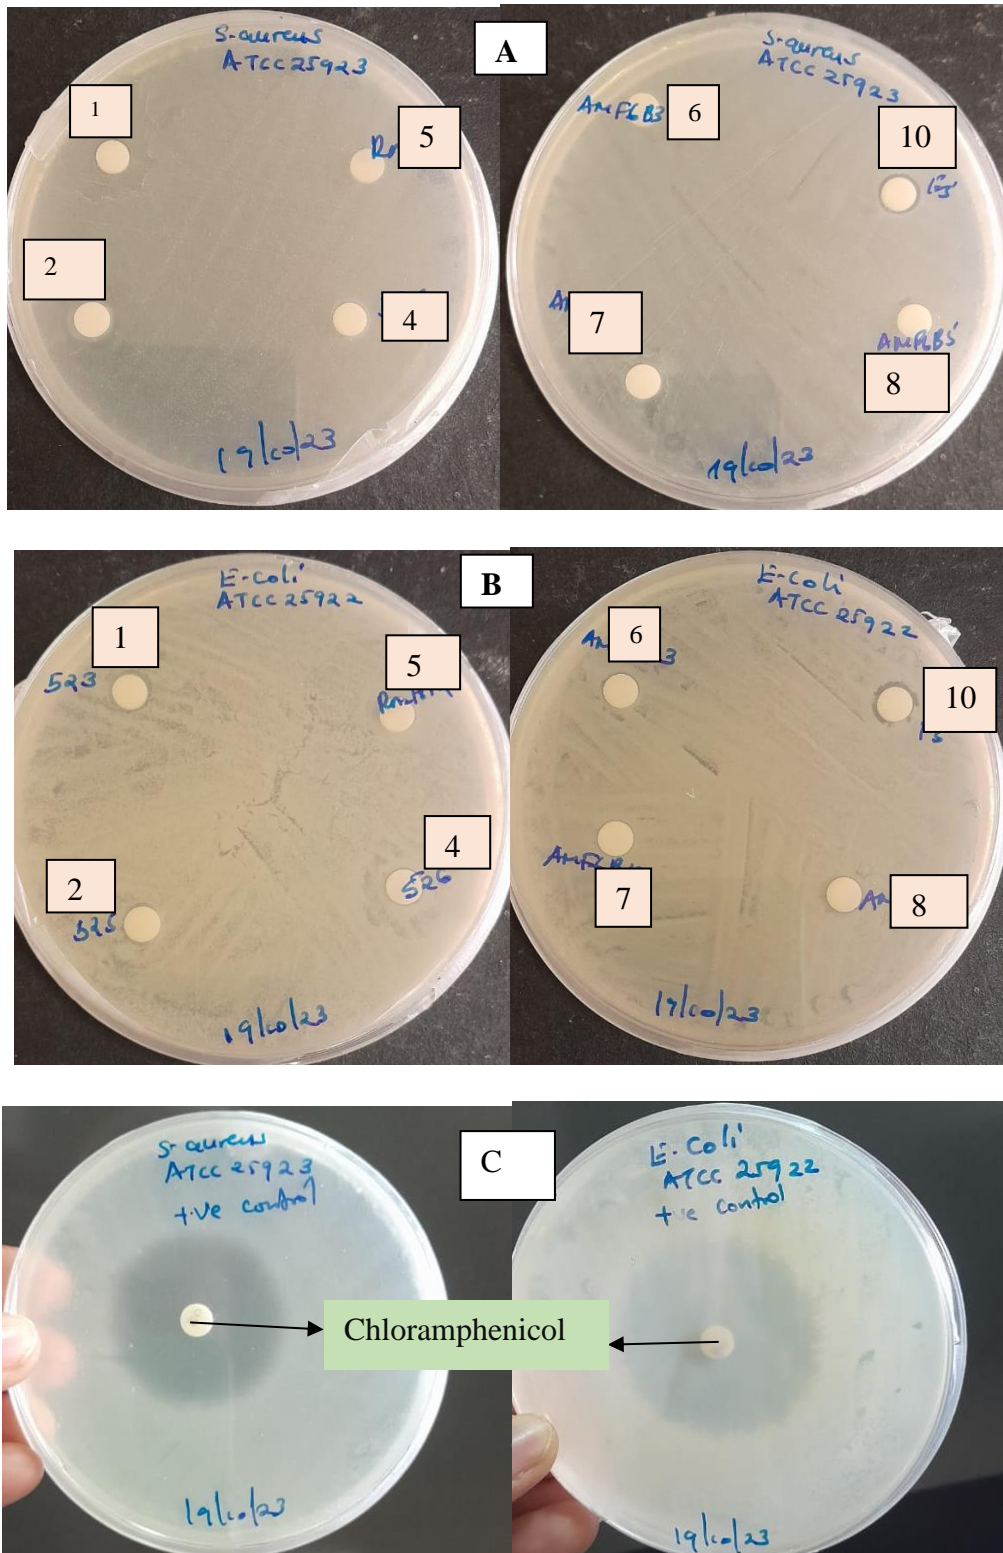 S-aureus
ATCC 25923
A
S-aureus
ATCC 25923
1
5
AMF6B3
6
10
2
4
7
AMF6B5
8
19/10/23
19/10/23
E-coli
ATCC 25922
B
E-coli
ATCC 25922
1
523
5
6
3
10
4
526
2
525
7
8
19/10/23
19/10/23
S-aureus
ATCC 25923
+ve control
C
E-Coli
ATCC 25922
+ve control
Chloramphenicol
19/10/23
19/10/23